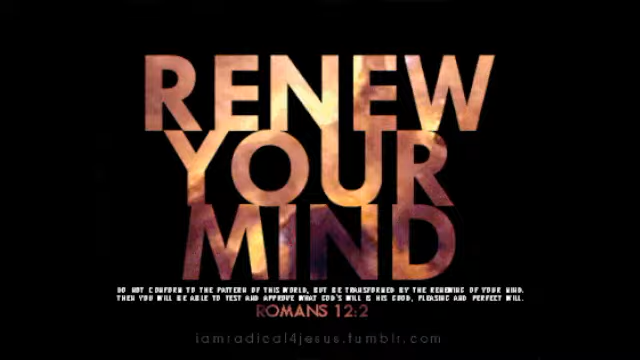 RENEW
YOUR
MIND
DO NOT CONFORM TO THE PATTERN OF THIS WORLD, BUT BE TRANSFORMED BY THE RENEWING OF YOUR MIND.
THEN YOU WILL BE ABLE TO TEST AND APPROVE WHAT GOD'S WILL IS HIS GOOD, PLEASING AND PERFECT WILL.
ROMANS 12:2
iamradical4jesus.tumblr.com